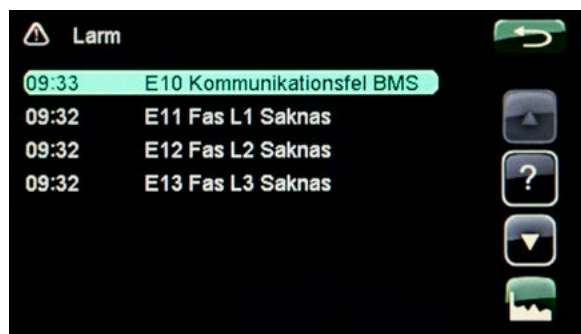 Larm
09:33 E10 Kommunikationsfel BMS
09:32 E11 Fas L1 Saknas
09:32 E12 Fas L2 Saknas
09:32 E13 Fas L3 Saknas
?